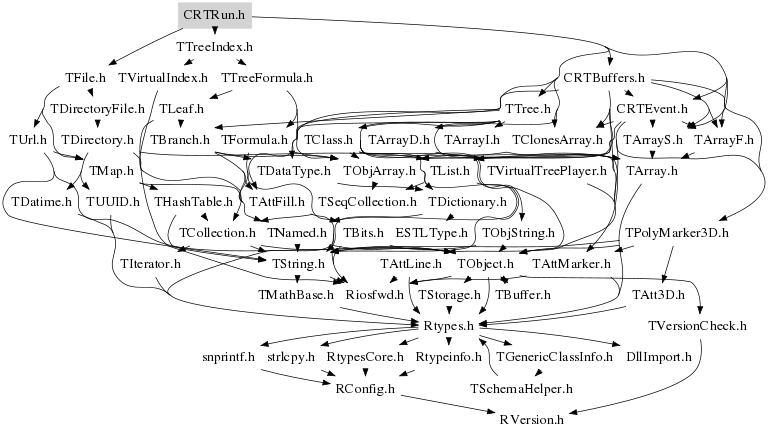 CRTRun.h
TTreeIndex.h
TFile.h TVirtualIndex.h TTreeFormula.h CRTBuffers.h
TDirectoryFile.h TLeaf.h TTree.h CRTEvent.h
TUrl.h TDirectory.h TBranch.h TFormula.h TClass.h TArrayD.h TArrayI.h TClonesArray.h TArrayS.h TArrayF.h
TMap.h TDataType.h TObjArray.h TList.h TVirtualTreePlayer.h TArray.h
TDatime.h TUUID.h THashTable.h TAttFill.h TSeqCollection.h TDictionary.h
TCollection.h TNamed.h TBits.h ESTLType.h TObjString.h TPolyMarker3D.h
TIterator.h TString.h TAttLine.h TObject.h TAttMarker.h
TMathBase.h Riosfwd.h TStorage.h TBuffer.h TAtt3D.h
Rtypes.h TVersionCheck.h
snprintf.h strlcpy.h RtypesCore.h Rtypeinfo.h TGenericClassInfo.h DllImport.h
RConfig.h TSchemaHelper.h
RVersion.h